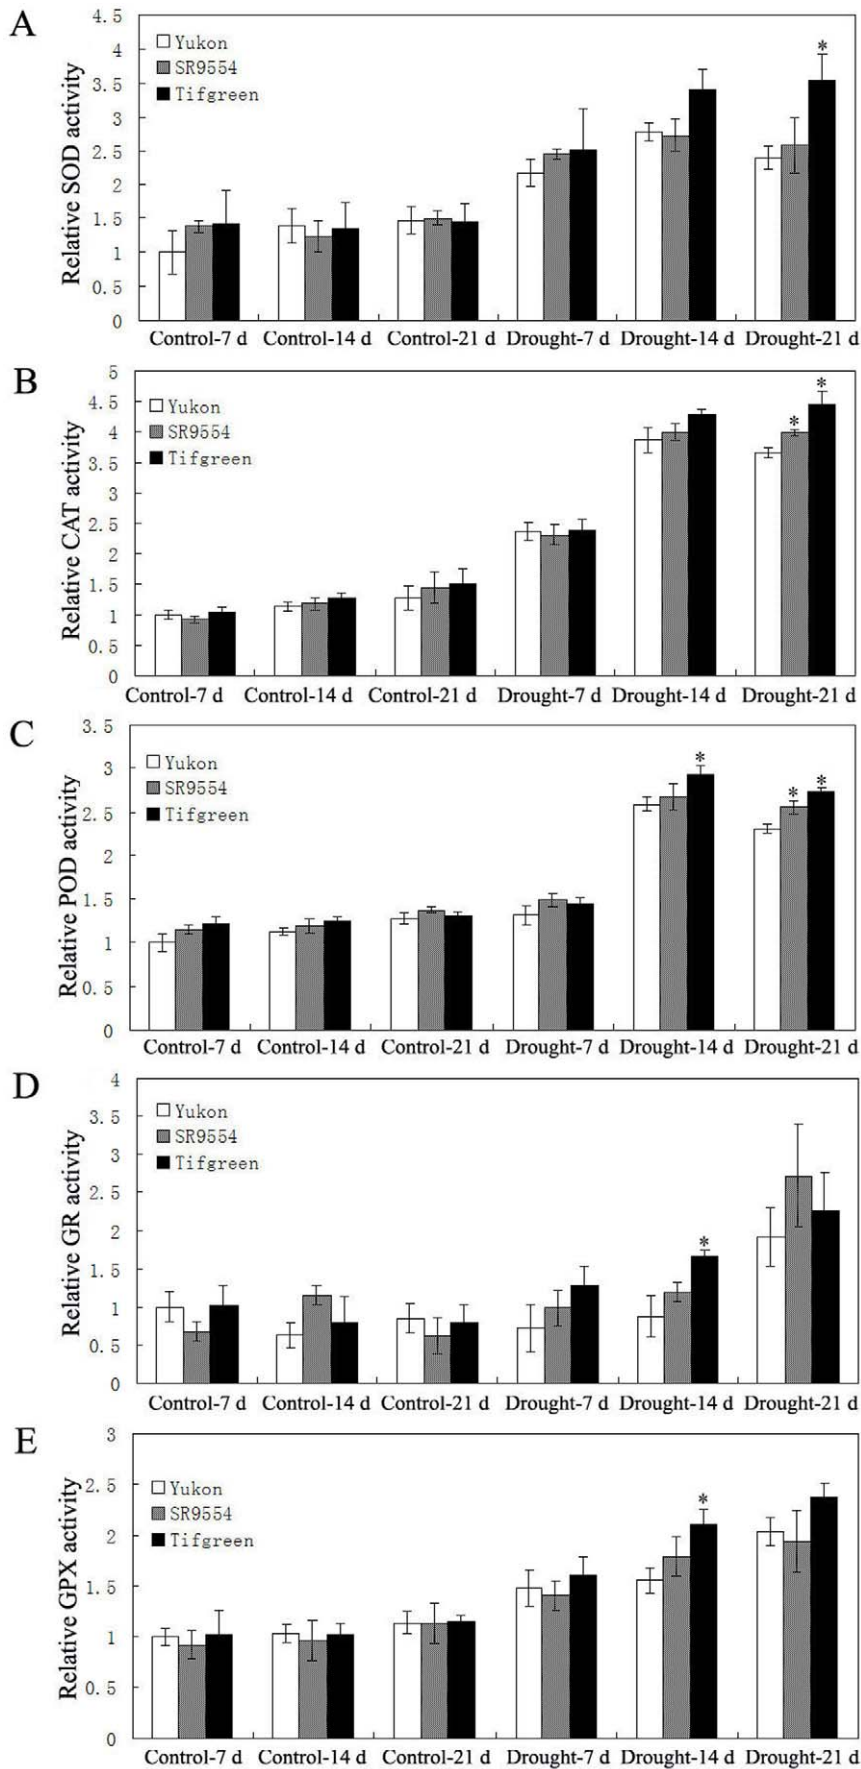 A
Relative SOD activity
4.5
4
3.5
3
2.5
2
1.5
1
0.5
0
Yukon
SR9554
Tifgreen
*
Control-7 d Control-14 d Control-21 d Drought-7 d Drought-14 d Drought-21 d
B
Relative CAT activity
5
4.5
4
3.5
3
2.5
2
1.5
1
0.5
0
Yukon
SR9554
Tifgreen
* *
Control-7 d Control-14 d Control-21 d Drought-7 d Drought-14 d Drought-21 d
C
Relative POD activity
3.5
3
2.5
2
1.5
1
0.5
0
Yukon
SR9554
Tifgreen
* * *
Control-7 d Control-14 d Control-21 d Drought-7 d Drought-14 d Drought-21 d
D
Relative GR activity
4
3.5
3
2.5
2
1.5
1
0.5
0
Yukon
SR9554
Tifgreen
*
Control-7 d Control-14 d Control-21 d Drought-7 d Drought-14 d Drought-21 d
E
Relative GPX activity
3
2.5
2
1.5
1
0.5
0
Yukon
SR9554
Tifgreen
*
Control-7 d Control-14 d Control-21 d Drought-7 d Drought-14 d Drought-21 d